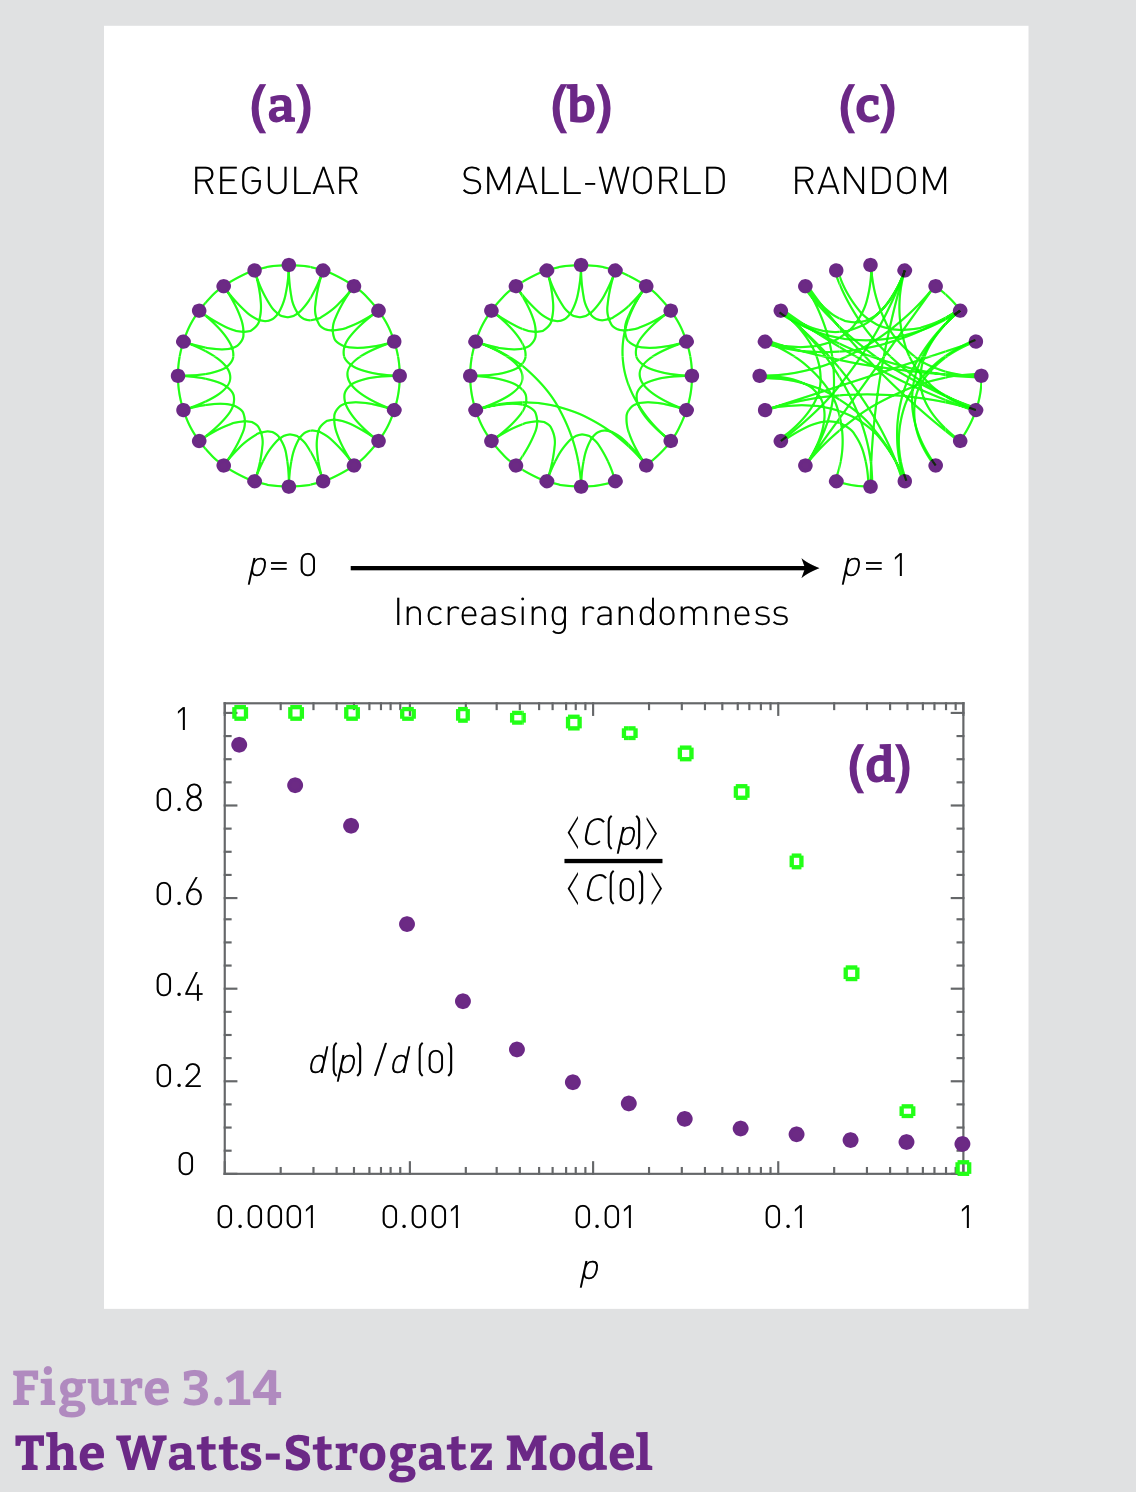 (a) (b) (c)
REGULAR SMALL-WORLD RANDOM
p= 0 p= 1
Increasing randomness
1
(d)
0.8
⟨C(p)⟩
⟨C(0)⟩
0.6
0.4
d(p) /d(0)
0.2
0
0.0001 0.001 0.01 0.1 1
p
Figure 3.14
The Watts-Strogatz Model